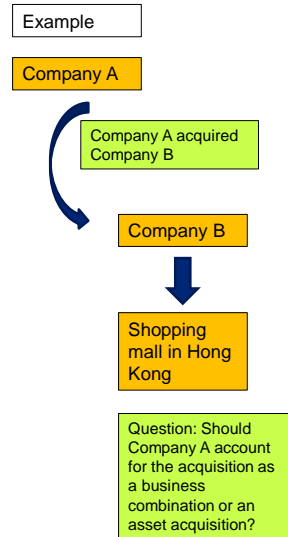 Example
Company A
Company A acquired
Company B
Company B
Shopping
mall in Hong
Kong
Question: Should
Company A account
for the acquisition as
a business
combination or an
asset acquisition?